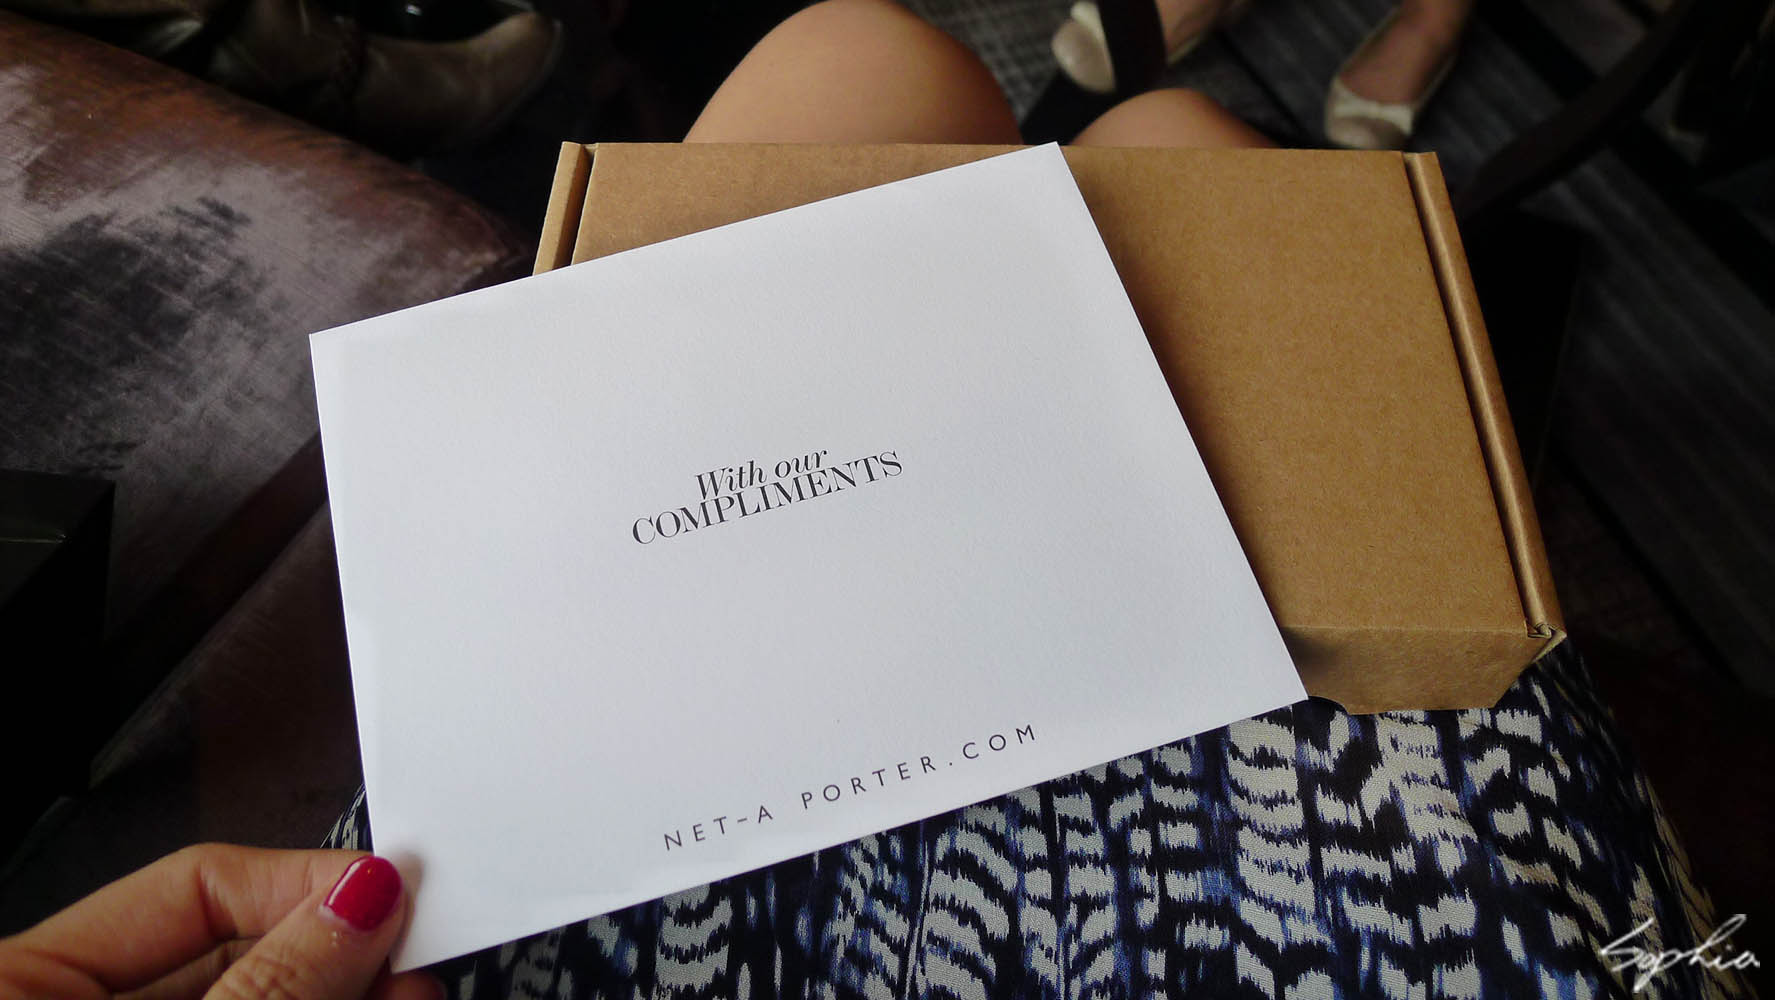 With our
COMPLIMENTS
NET-A PORTER.COM
Sophia